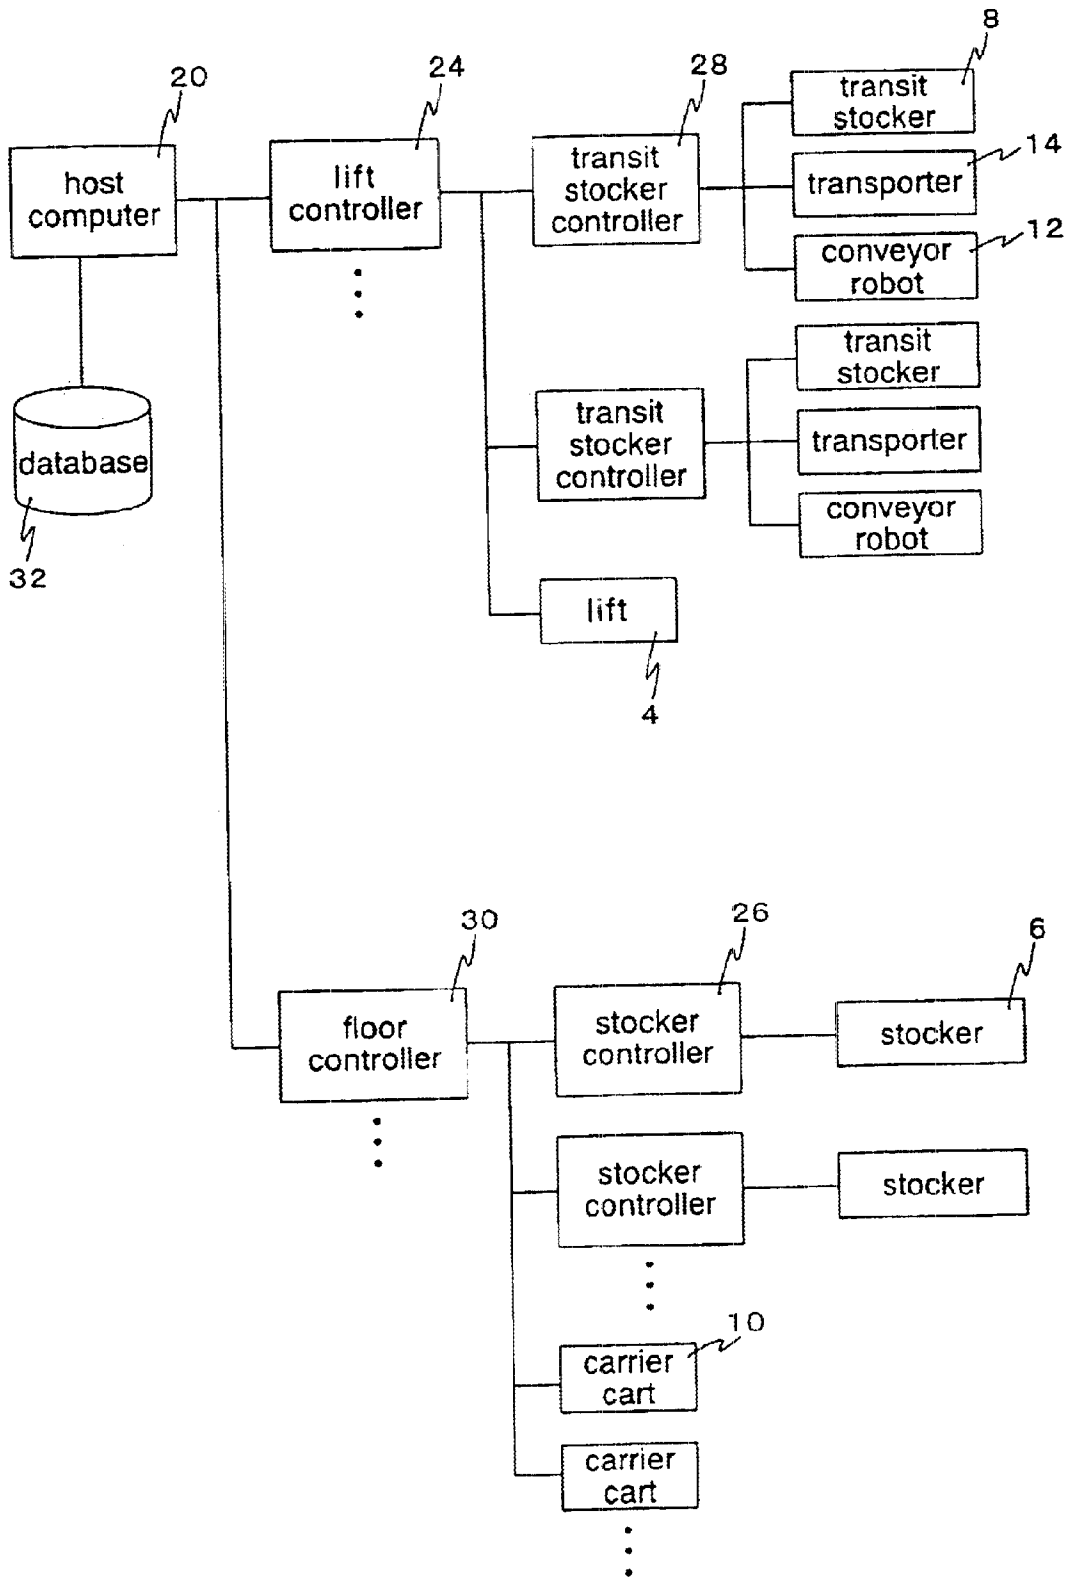 20
host
computer
database
32
24
lift
controller
28
transit
stocker
controller
8
transit
stocker
14
transporter
12
conveyor
robot
transit
stocker
controller
transit
stocker
transporter
conveyor
robot
lift
4
30
floor
controller
26
stocker
controller
6
stocker
stocker
controller
stocker
10
carrier
cart
carrier
cart